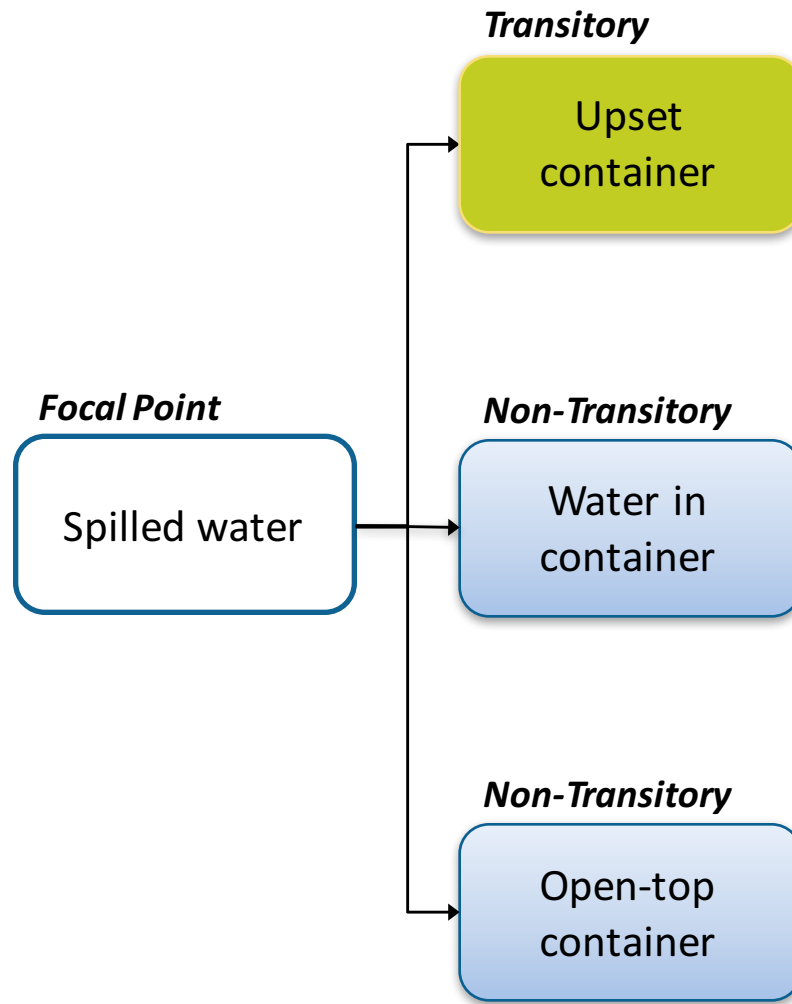 Transitory
Upset
container
Focal Point
Spilled water
Non-Transitory
Water in
container
Non-Transitory
Open-top
container